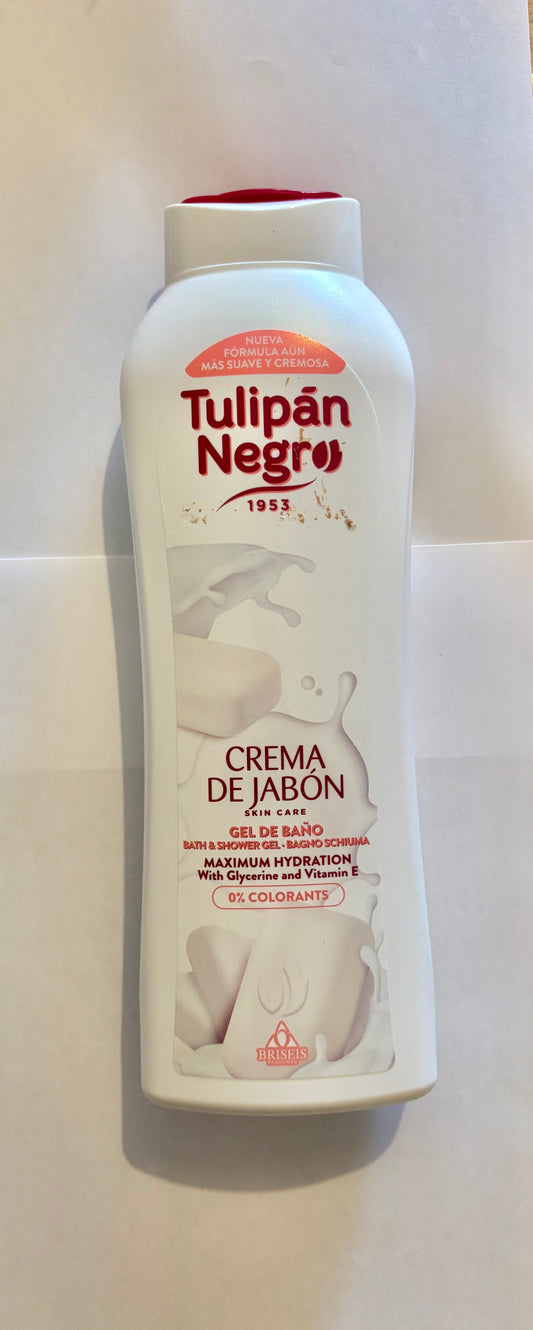 NUEVA
FÓRMULA AÚN
MÁS SUAVE Y CREMOSA
Tulipán
Negro
1953
CREMA
DE JABÓN
SKIN CARE
GEL DE BAÑO
BATH & SHOWER GEL • BAGNO SCHIUMA
MAXIMUM HYDRATION
With Glycerine and Vitamin E
0% COLORANTS
BRISEIS